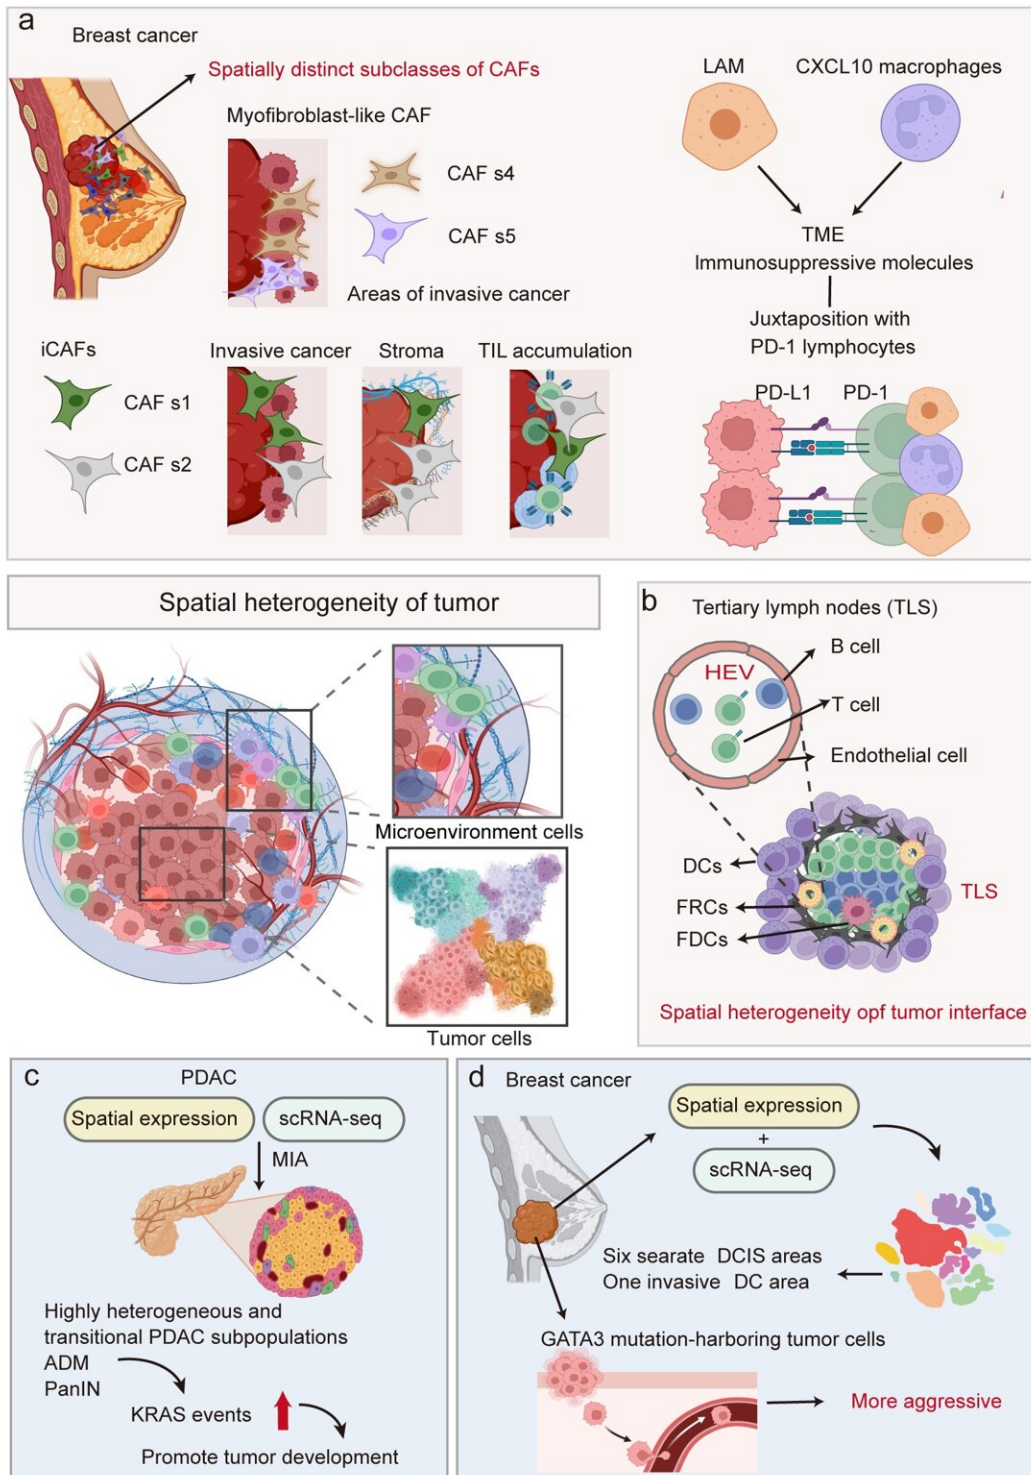 a
Breast cancer
Spatially distinct subclasses of CAFs
Myofibroblast-like CAF
CAF s4
CAF s5
Areas of invasive cancer
LAM
CXCL10 macrophages
TME
Immunosuppressive molecules
Juxtaposition with
PD-1 lymphocytes
PD-L1
PD-1
iCAFs
CAF s1
CAF s2
Invasive cancer
Stroma
TIL accumulation
Spatial heterogeneity of tumor
Microenvironment cells
Tumor cells
b
Tertiary lymph nodes (TLS)
HEV
B cell
T cell
Endothelial cell
DCs
FRCs
FDCs
TLS
Spatial heterogeneity opf tumor interface
c
PDAC
Spatial expression
scRNA-seq
MIA
Highly heterogeneous and
transitional PDAC subpopulations
ADM
PanIN
KRAS events
Promote tumor development
d
Breast cancer
Spatial expression
+
scRNA-seq
Six searate DCIS areas
One invasive DC area
GATA3 mutation-harboring tumor cells
More aggressive